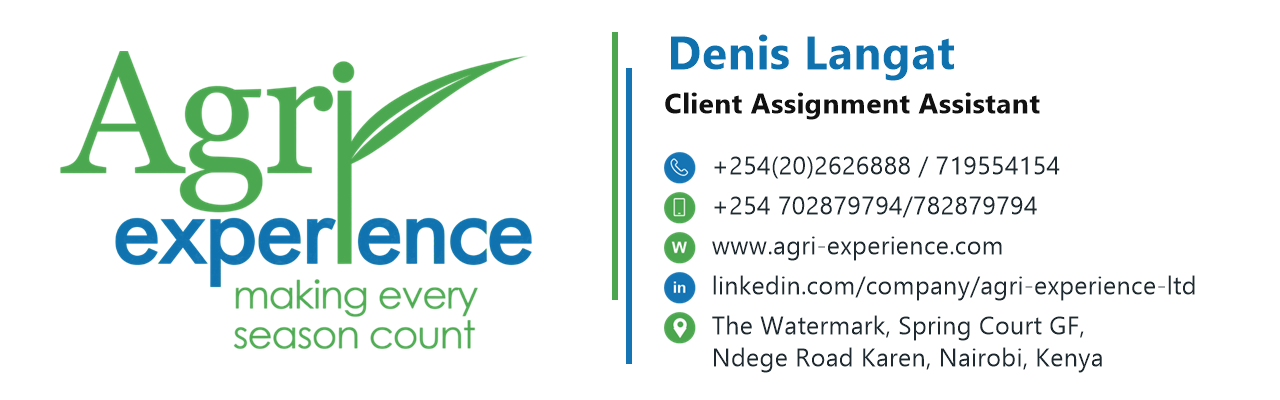 Agri
experience
making every
season count
Denis Langat
Client Assignment Assistant
+254(20)2626888 / 719554154
+254 702879794/782879794
W www.agri-experience.com
in linkedin.com/company/agri-experience-ltd
The Watermark, Spring Court GF,
Ndege Road Karen, Nairobi, Kenya